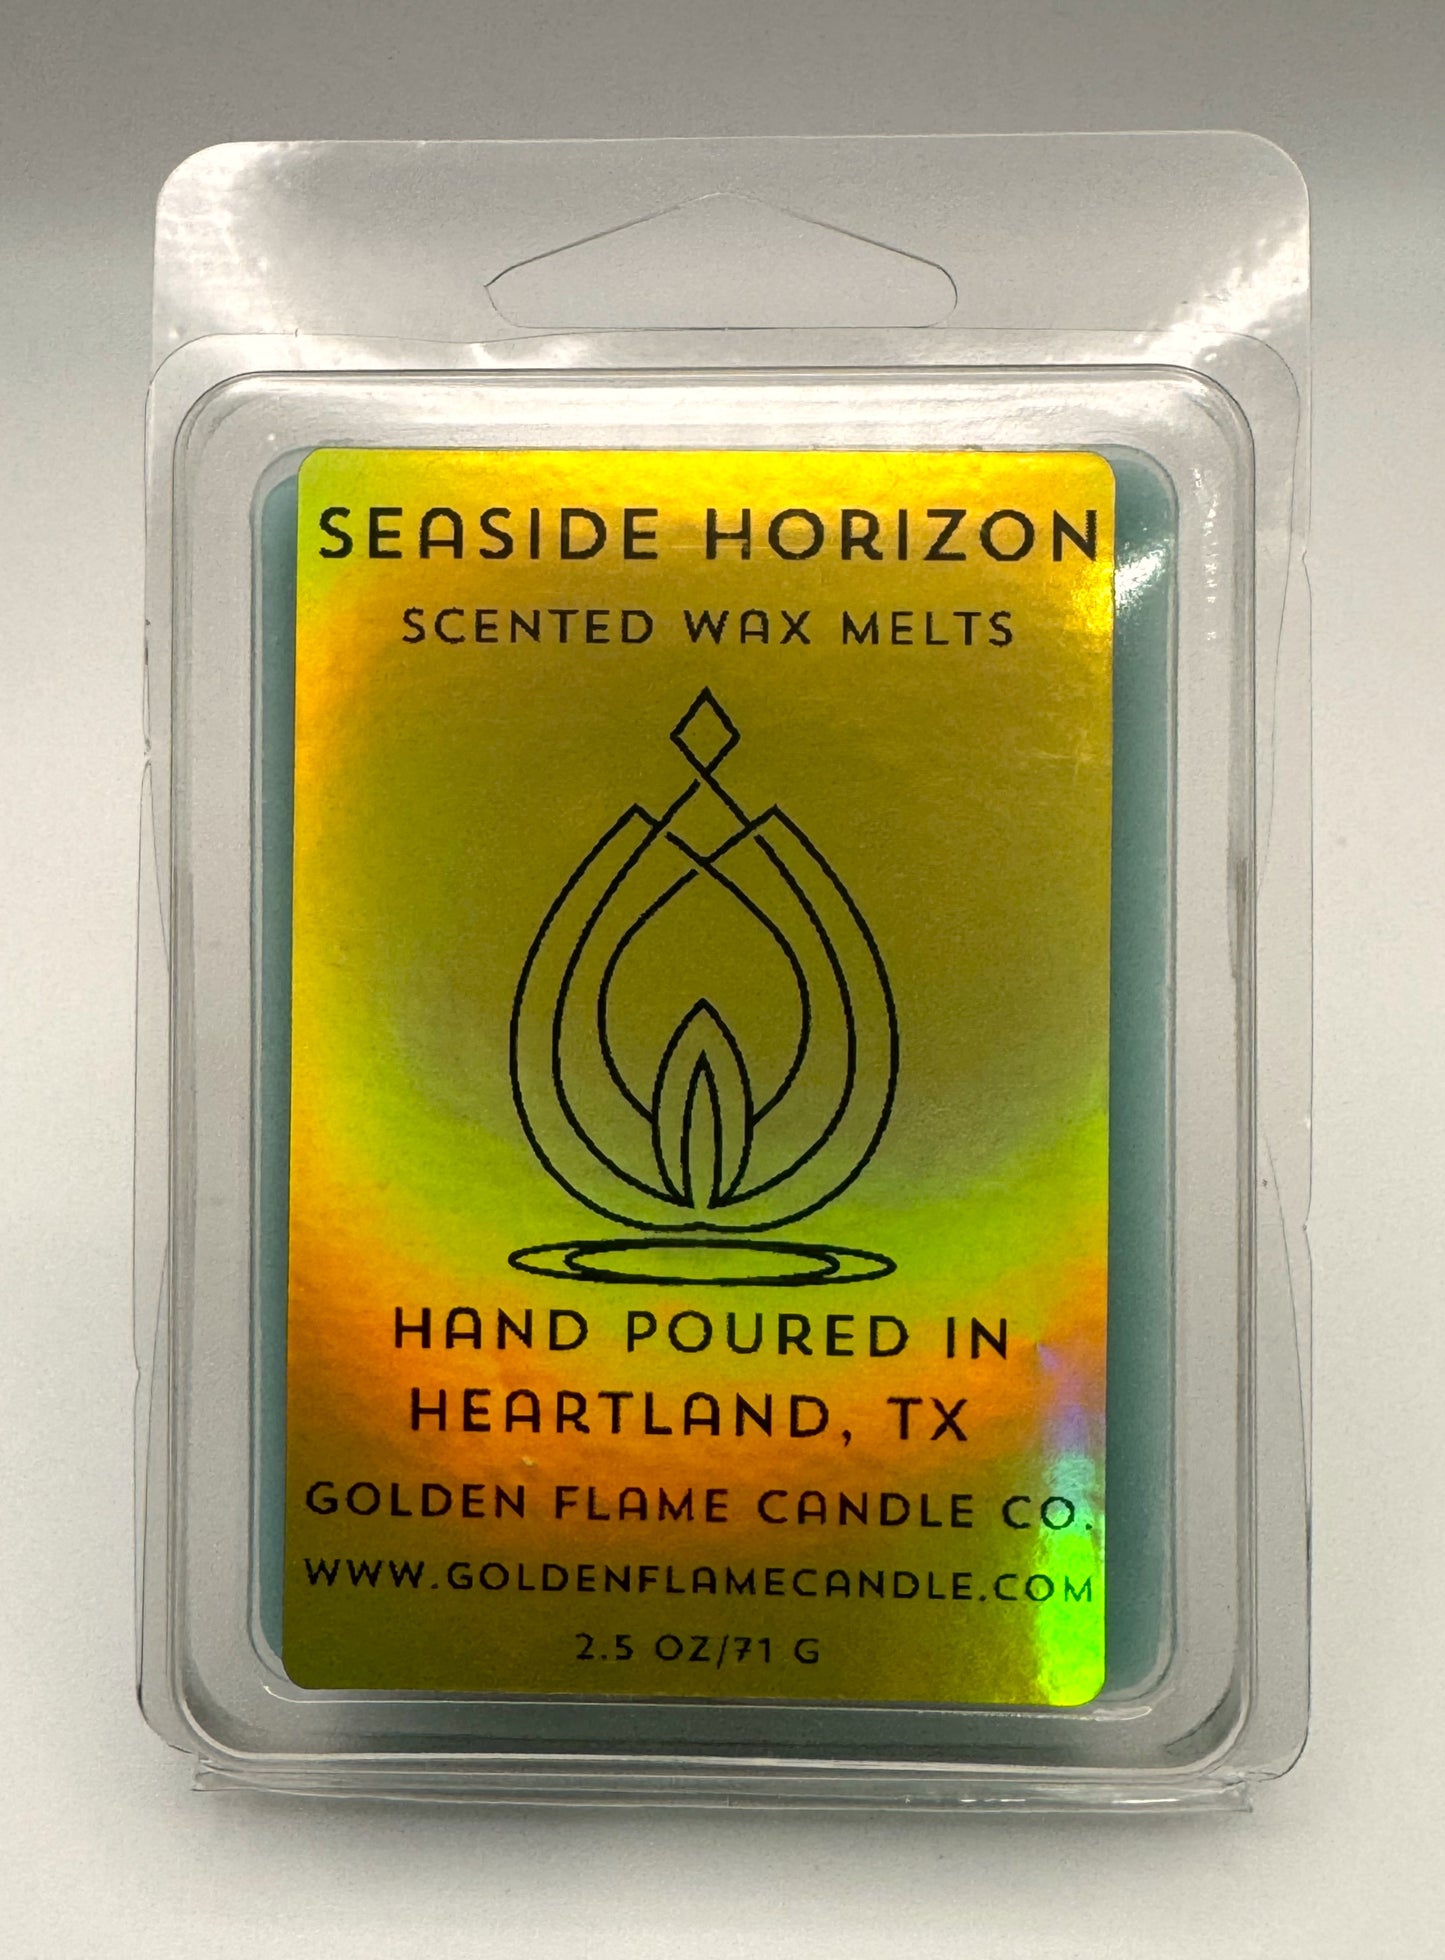 SEASIDE HORIZON
SCENTED WAX MELTS
HAND POURED IN
HEARTLAND, TX
GOLDEN FLAME CANDLE CO.
WWW.GOLDENFLAMECANDLE.COM
2.5 OZ/71 G